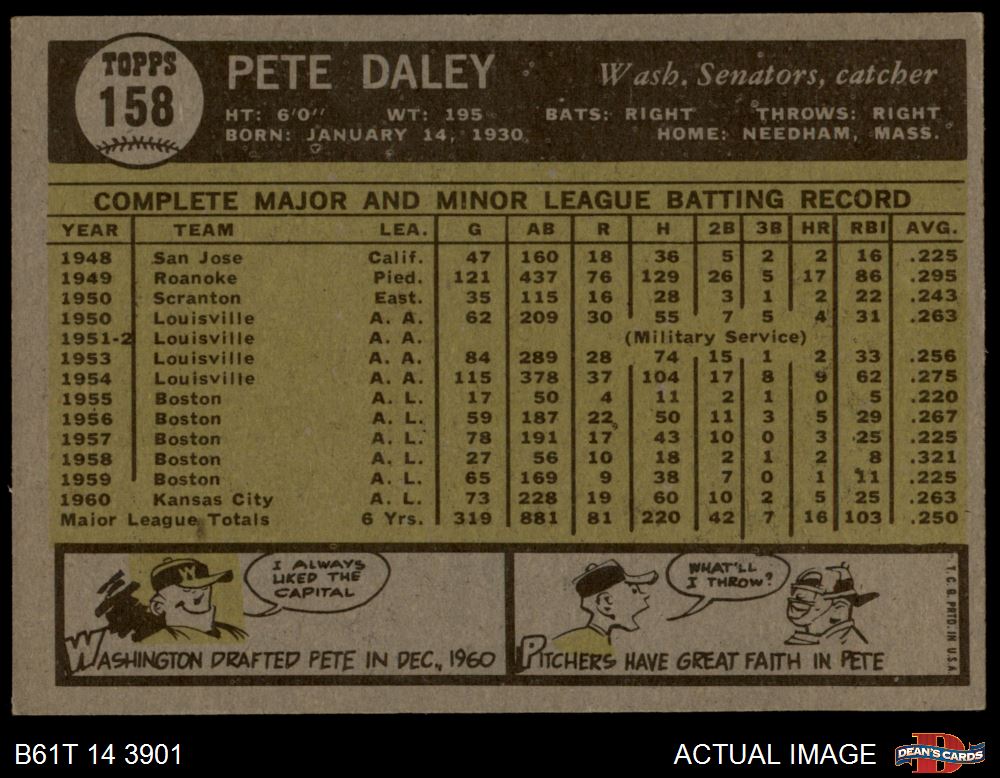 TOPPS
158
PETE DALEY
Wash. Senators, catcher
HT: 6'0" WT: 195 BATS: RIGHT THROWS: RIGHT
BORN: JANUARY 14, 1930 HOME: NEEDHAM, MASS.
COMPLETE MAJOR AND MINOR LEAGUE BATTING RECORD
YEAR TEAM LEA. G AB R H 2B 3B HR RBI AVG.
1948 San Jose Calif. 47 160 18 36 5 2 2 16 .225
1949 Roanoke Pied. 121 437 76 129 26 5 17 86 .295
1950 Scranton East. 35 115 16 28 3 1 2 22 .243
1950 Louisville A. A. 62 209 30 55 7 5 4 31 .263
1951-2 Louisville A. A. (Military Service)
1953 Louisville A. A. 84 289 28 74 15 1 2 33 .256
1954 Louisville A. A. 115 378 37 104 17 8 9 62 .275
1955 Boston A. L. 17 50 4 11 2 1 0 5 .220
1956 Boston A. L. 59 187 22 50 11 3 5 29 .267
1957 Boston A. L. 78 191 17 43 10 0 3 25 .225
1958 Boston A. L. 27 56 10 18 2 1 2 8 .321
1959 Boston A. L. 65 169 9 38 7 0 1 11 .225
1960 Kansas City A. L. 73 228 19 60 10 2 5 25 .263
Major League Totals 6 Yrs. 319 881 81 220 42 7 16 103 .250
I ALWAYS
LIKED THE
CAPITAL
W
WASHINGTON DRAFTED PETE IN DEC., 1960
WHAT'LL
I THROW?
PITCHERS HAVE GREAT FAITH IN PETE
T. C. G. PRTD. IN U.S.A.
B61T 14 3901
ACTUAL IMAGE
D
DEAN'S CARDS